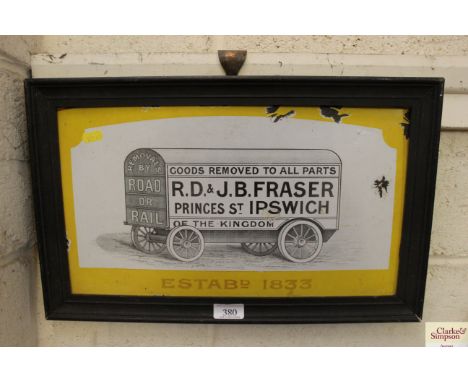 REMOVALS
BY
ROAD
OR
RAIL
GOODS REMOVED TO ALL PARTS
R.D. & J.B. FRASER
PRINCES ST IPSWICH
OF THE KINGDOM
ESTABD 1833
380
Clarke &
Simpson